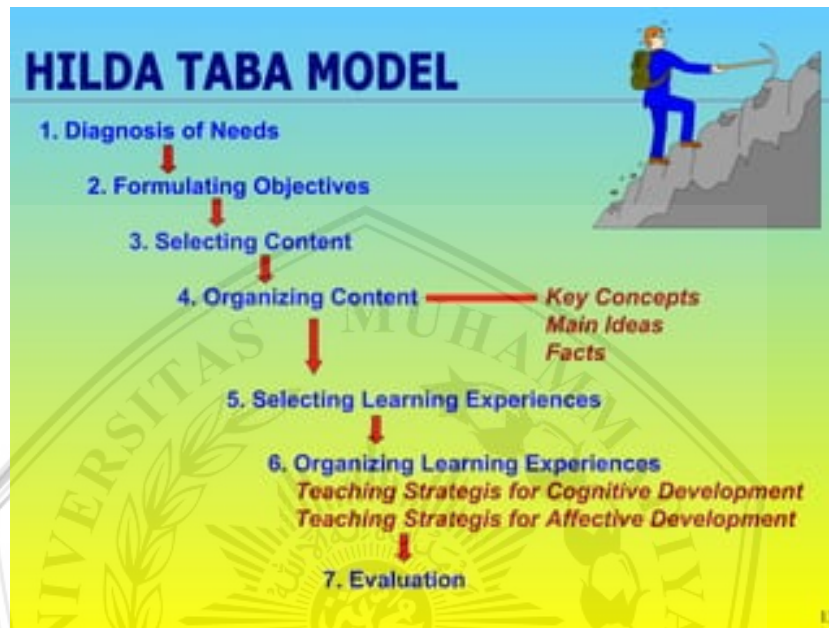 HILDA TABA MODEL
1. Diagnosis of Needs
2. Formulating Objectives
3. Selecting Content
4. Organizing Content
Key Concepts
Main Ideas
Facts
5. Selecting Learning Experiences
6. Organizing Learning Experiences
Teaching Strategis for Cognitive Development
Teaching Strategis for Affective Development
7. Evaluation
UNIVERSITAS MUHAMMADIYA